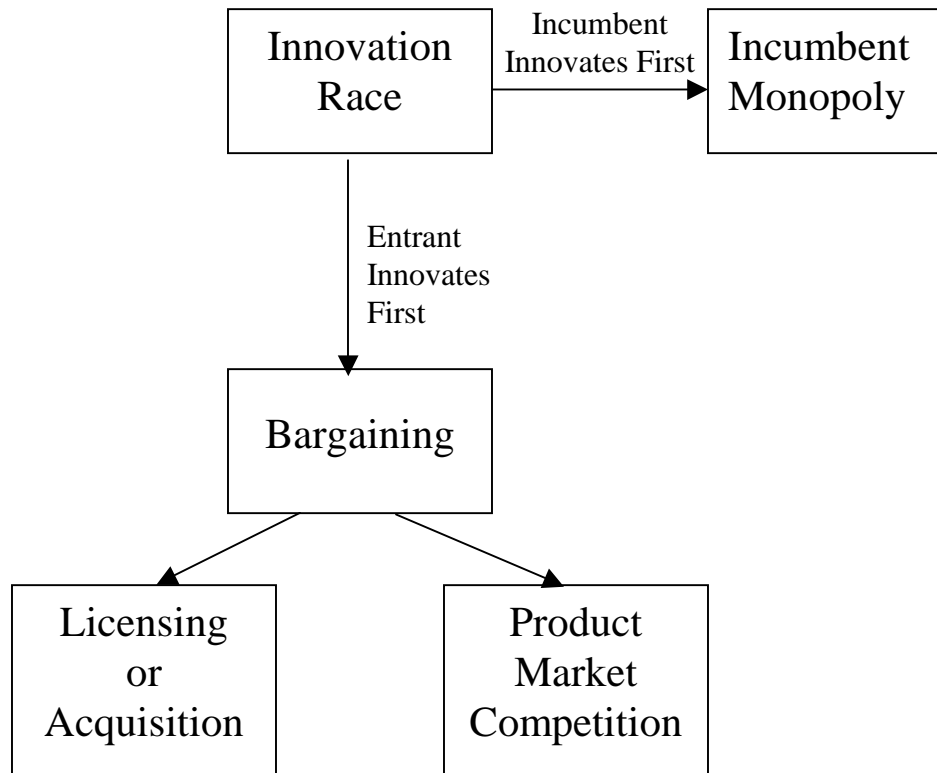 Innovation
Race
Incumbent
Innovates First
Incumbent
Monopoly
Entrant
Innovates
First
Bargaining
Licensing
or
Acquisition
Product
Market
Competition